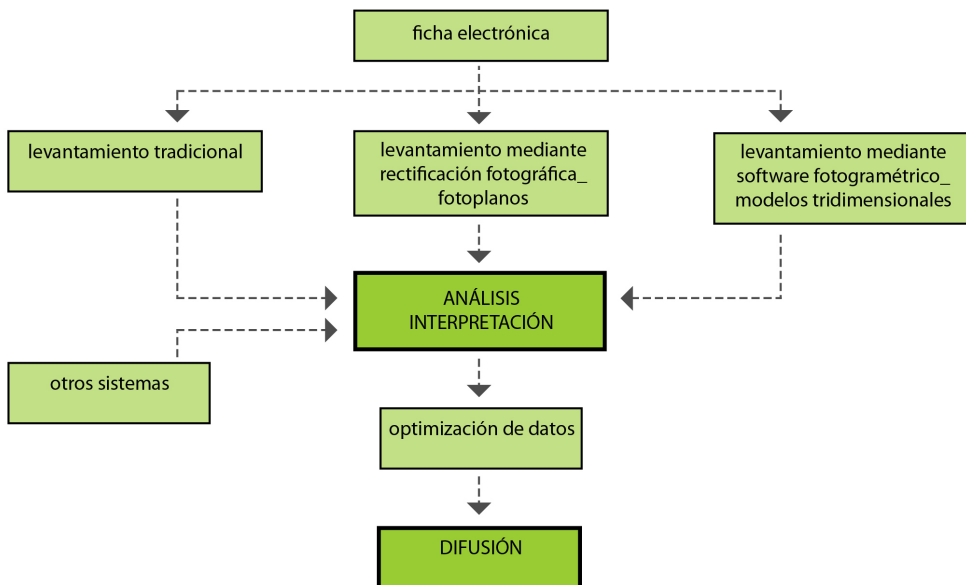 ficha electrónica
levantamiento tradicional
levantamiento mediante
rectificación fotográfica_
fotoplanos
levantamiento mediante
software fotogramétrico_
modelos tridimensionales
ANÁLISIS
INTERPRETACIÓN
otros sistemas
optimización de datos
DIFUSIÓN